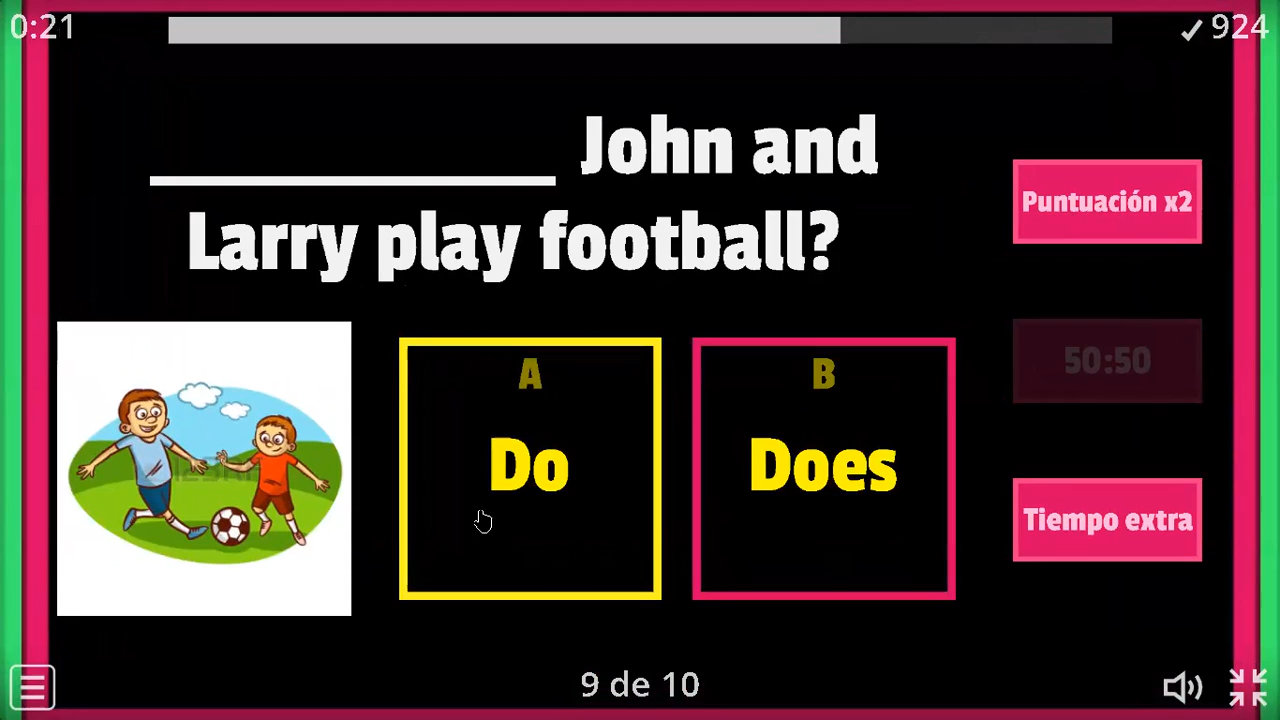 0:21
✓ 924
____________ John and
Larry play football?
Puntuación x2
50:50
Tiempo extra
A
Do
B
Does
9 de 10